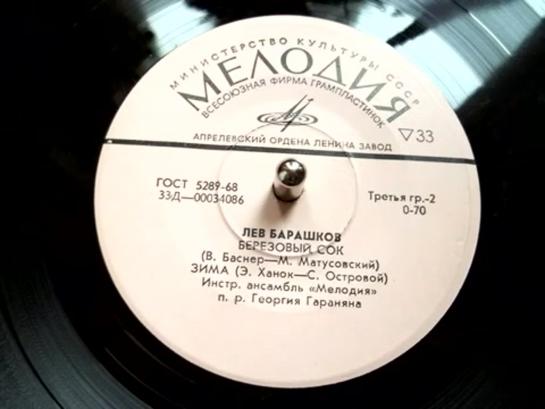 МИНИСТЕРСТВО КУЛЬТУРЫ СССР
МЕЛОДИЯ
ВСЕСОЮЗНАЯ ФИРМА ГРАМПЛАСТИНОК
▽33
АПРЕЛЕВСКИЙ ОРДЕНА ЛЕНИНА ЗАВОД
ГОСТ 5289-68
33Д—00034086
Третья гр.-2
0-70
ЛЕВ БАРАШКОВ
БЕРЕЗОВЫЙ СОК
(В. Баснер—М. Матусовский)
ЗИМА (Э. Ханок—С. Островой)
Инстр. ансамбль «Мелодия»
п. р. Георгия Гараняна